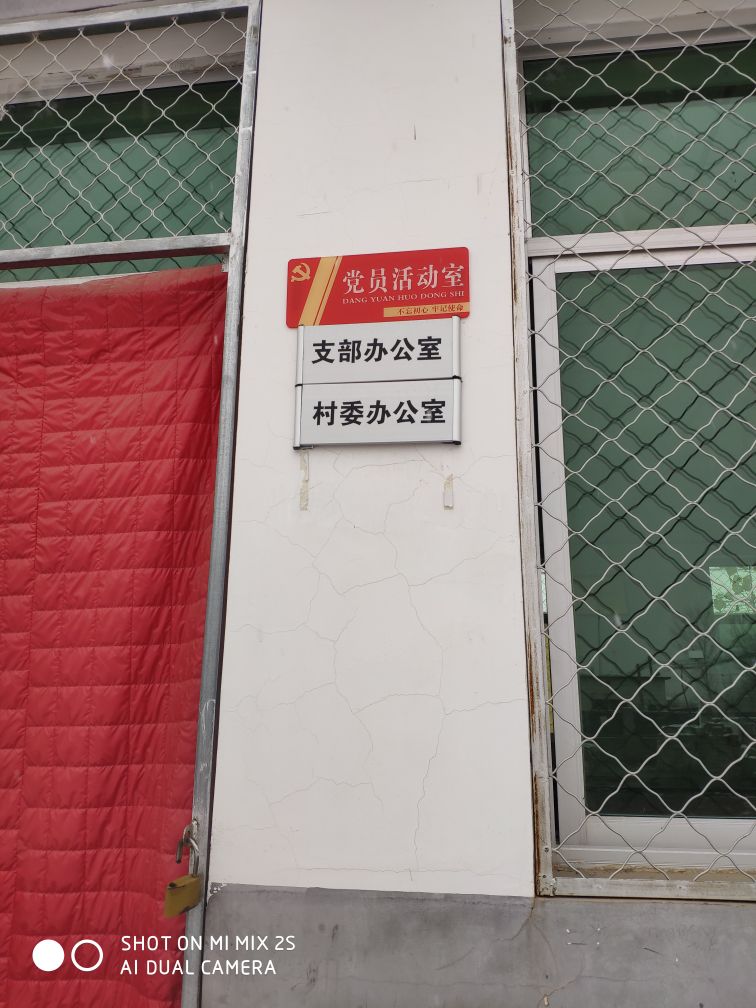 党员活动室
DANG YUAN HUO DONG SHI
不忘初心 牢记使命
支部办公室
村委办公室
SHOT ON MI MIX 2S
AI DUAL CAMERA